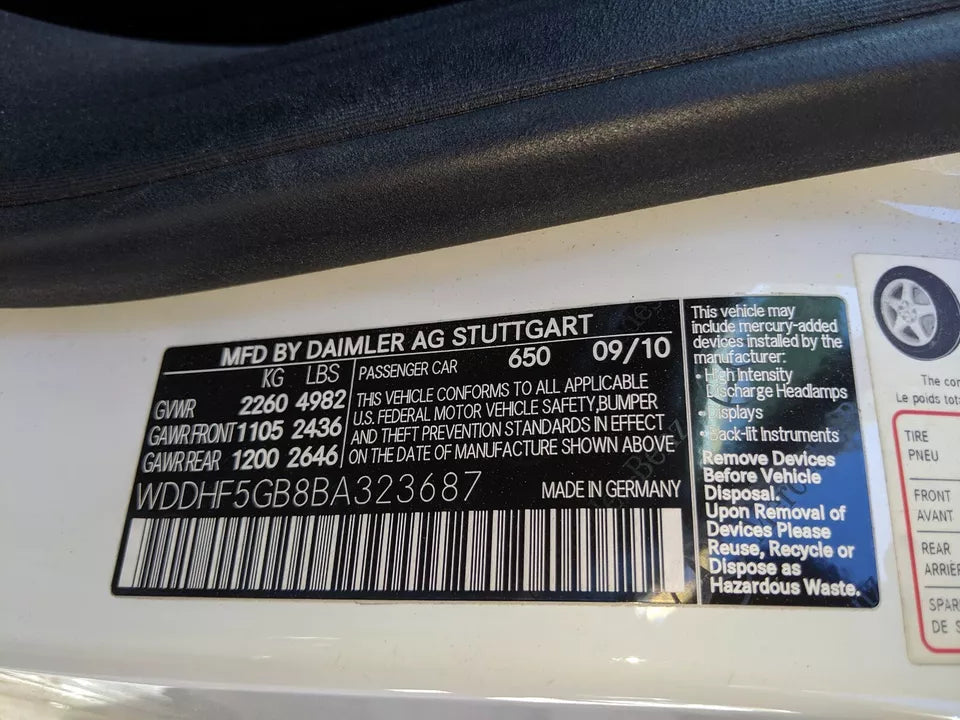 MFD BY DAIMLER AG STUTTGART
KG LBS
GVWR 2260 4982
GAWR FRONT 1105 2436
GAWR REAR 1200 2646
PASSENGER CAR 650 09/10
THIS VEHICLE CONFORMS TO ALL APPLICABLE
U.S. FEDERAL MOTOR VEHICLE SAFETY, BUMPER
AND THEFT PREVENTION STANDARDS IN EFFECT
ON THE DATE OF MANUFACTURE SHOWN ABOVE
WDDHF5GB8BA323687 MADE IN GERMANY
This vehicle may
include mercury-added
devices installed by the
manufacturer:
• High Intensity
Discharge Headlamps
• Displays
• Back-lit Instruments
Remove Devices
Before Vehicle
Disposal.
Upon Removal of
Devices Please
Reuse, Recycle or
Dispose as
Hazardous Waste.
The
Le poids
TIRE
PNEU
FRONT
AVANT
REAR
DE